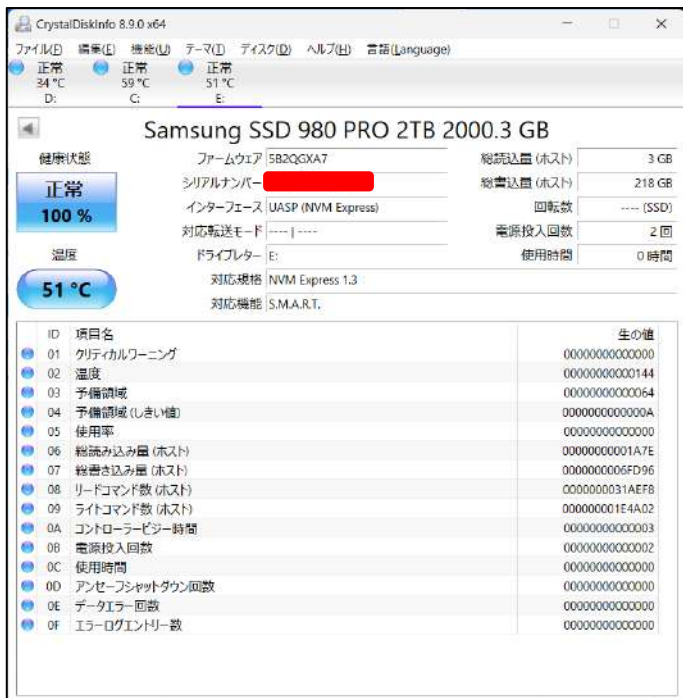 CrystalDiskInfo 8.9.0 x64
ファイル(F) 編集(E) 機能(U) テーマ(T) ディスク(D) ヘルプ(H) 言語(Language)
正常 正常 正常
34 °C 59 °C 51 °C
D: C: E:
Samsung SSD 980 PRO 2TB 2000.3 GB
健康状態
正常
100 %
温度
51 °C
ファームウェア 5B2QGXA7
シリアルナンバー
インターフェース UASP (NVM Express)
対応転送モード ---- | ----
ドライブレター E:
対応規格 NVM Express 1.3
対応機能 S.M.A.R.T.
総読込量 (ホスト) 3 GB
総書込量 (ホスト) 218 GB
回転数 ---- (SSD)
電源投入回数 2 回
使用時間 0 時間
ID 項目名 生の値
01 クリティカルワーニング 00000000000000
02 温度 00000000000144
03 予備領域 00000000000064
04 予備領域 (しきい値) 0000000000000A
05 使用率 00000000000000
06 総読み込み量 (ホスト) 00000000001A7E
07 総書き込み量 (ホスト) 0000000006FD96
08 リードコマンド数 (ホスト) 0000000031AEF8
09 ライトコマンド数 (ホスト) 000000001E4A02
0A コントローラービジー時間 00000000000003
0B 電源投入回数 00000000000002
0C 使用時間 00000000000000
0D アンセーフシャットダウン回数 00000000000000
0E データエラー回数 00000000000000
0F エラーログエントリー数 00000000000000